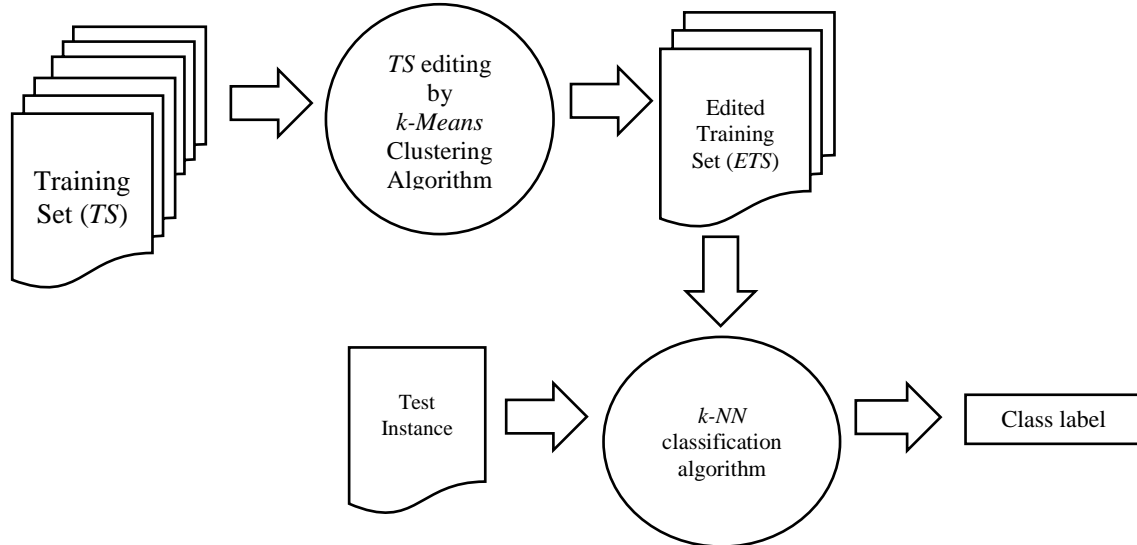 Training
Set (TS)
TS editing
by
k-Means
Clustering
Algorithm
Edited
Training
Set (ETS)
Test
Instance
k-NN
classification
algorithm
Class label